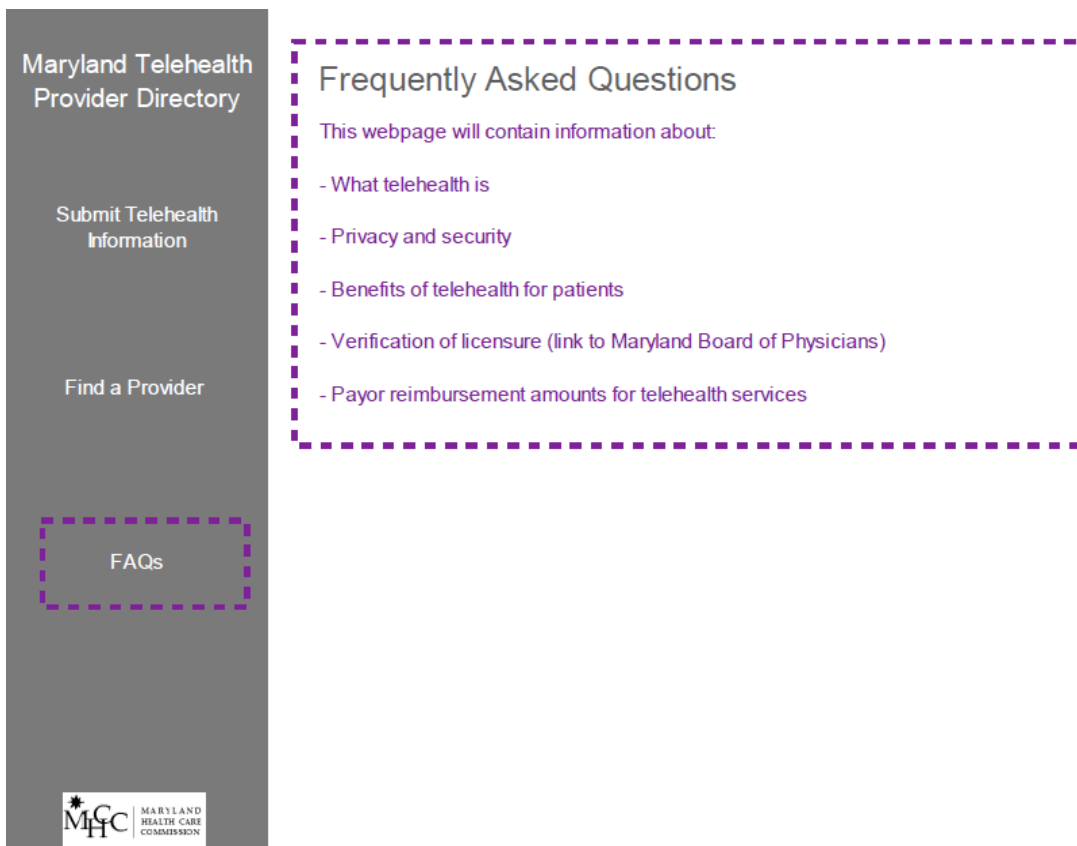 Maryland Telehealth
Provider Directory
Submit Telehealth
Information
Find a Provider
FAQs
MHCC
MARYLAND
HEALTH CARE
COMMISSION
Frequently Asked Questions
This webpage will contain information about:
- What telehealth is
- Privacy and security
- Benefits of telehealth for patients
- Verification of licensure (link to Maryland Board of Physicians)
- Payor reimbursement amounts for telehealth services